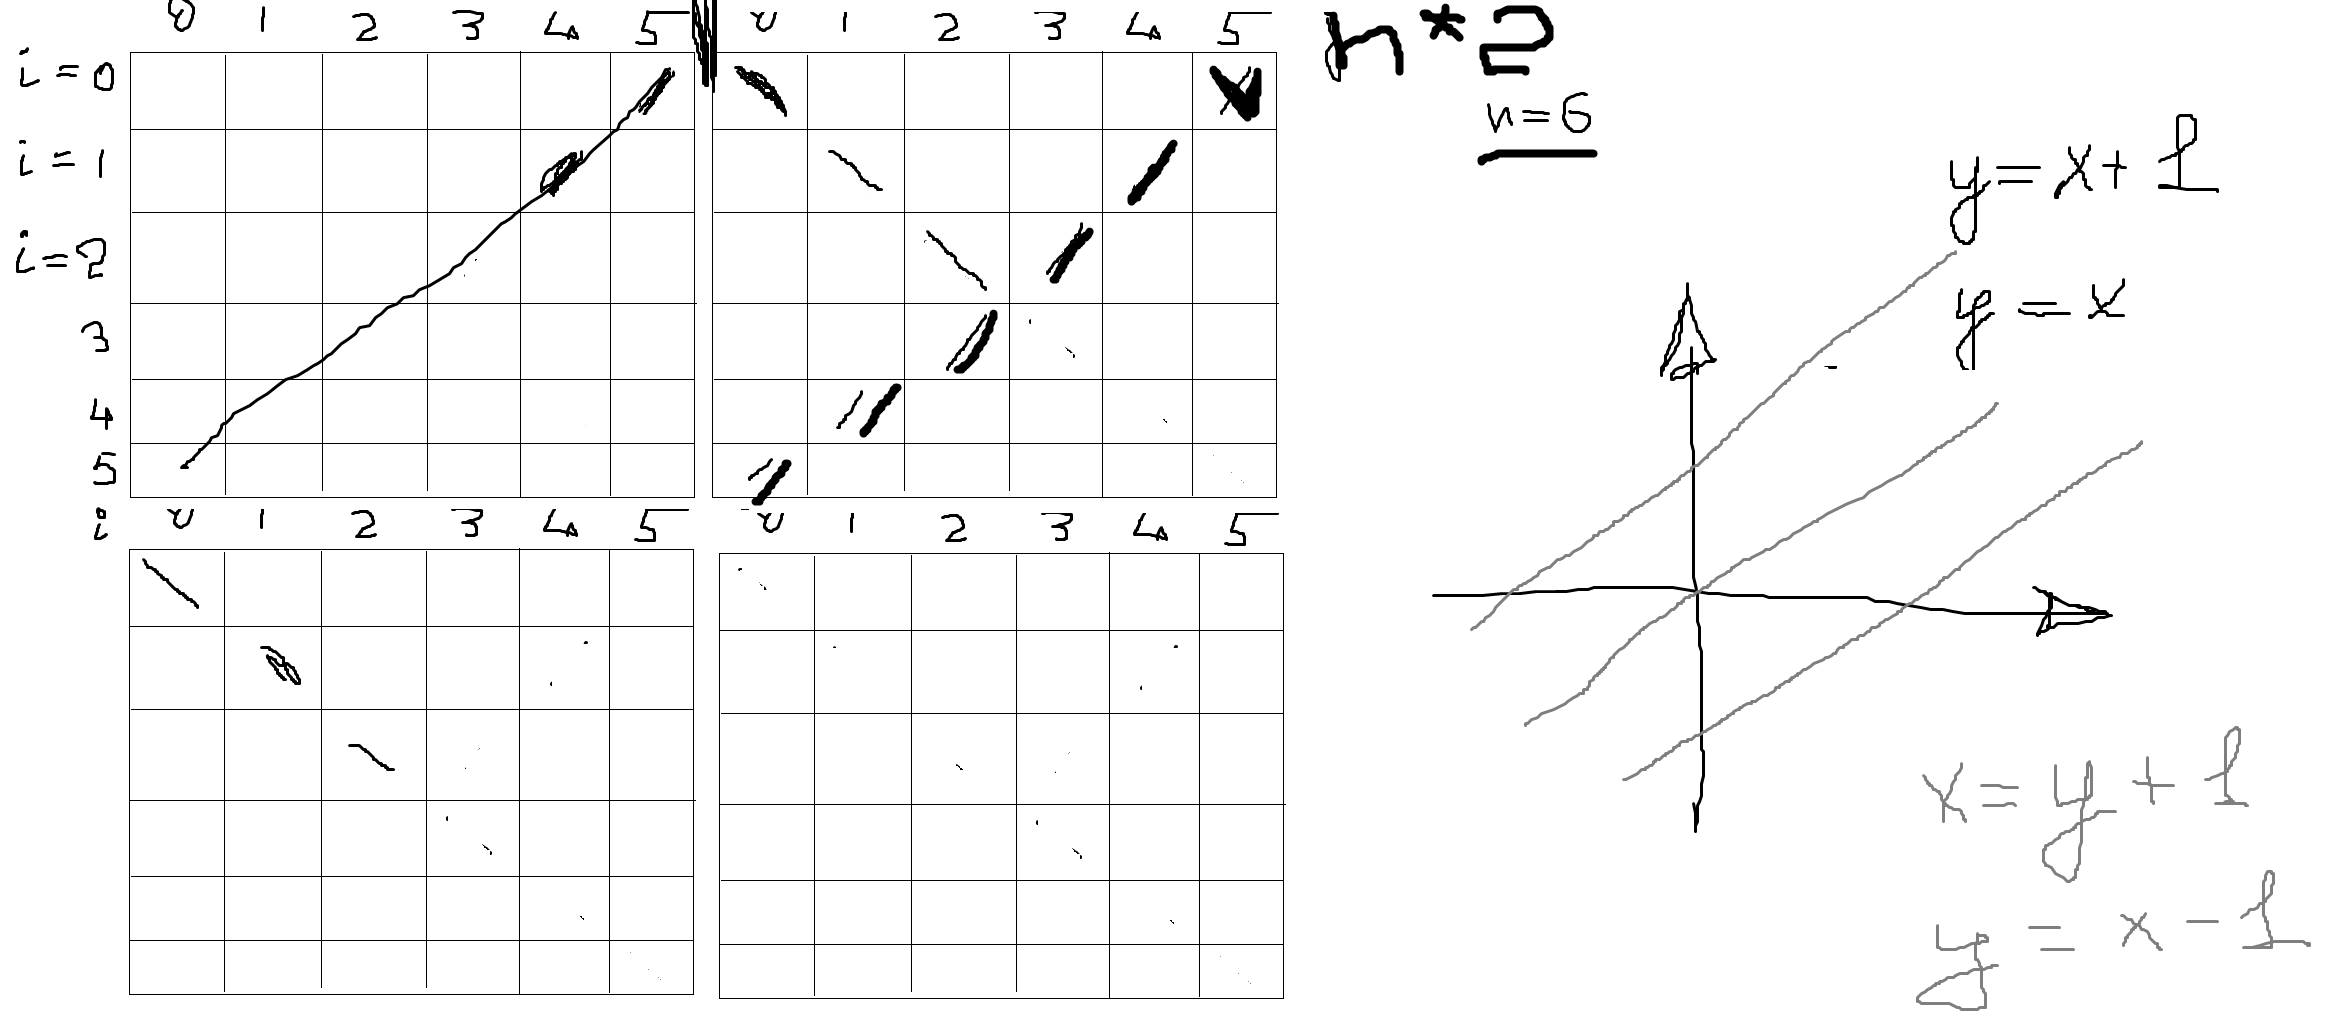 0 1 2 3 4 5 0 1 2 3 4 5
i = 0
i = 1
i = 2
3
4
5
i 0 1 2 3 4 5 0 1 2 3 4 5
n * 2
n = 6
y = x + 1
y = x
x = y + 1
y = x - 1